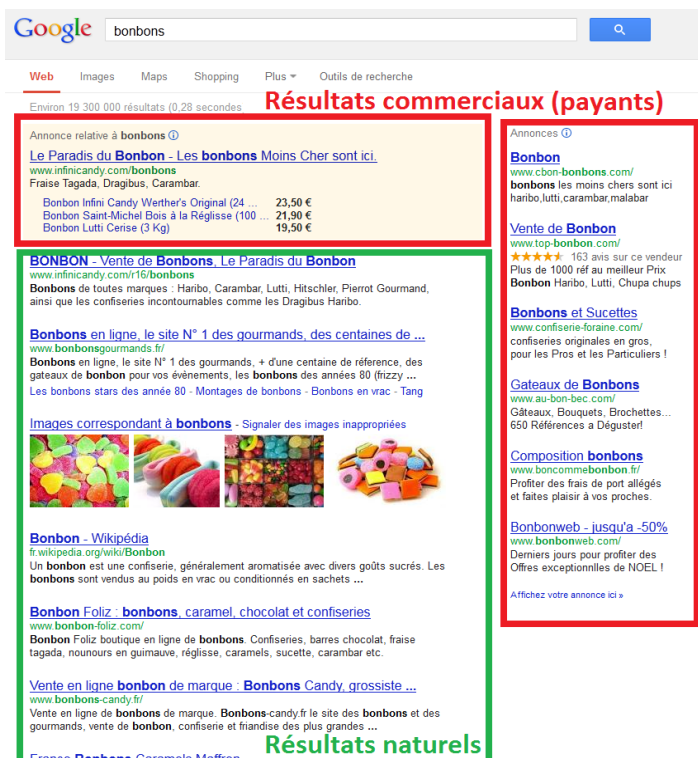 Google
bonbons
Web Images Maps Shopping Plus Outils de recherche
Environ 19 300 000 résultats (0,28 secondes
Résultats commerciaux (payants)
Annonce relative à bonbons
Le Paradis du Bonbon - Les bonbons Moins Cher sont ici.
www.infinicandy.com/bonbons
Fraise Tagada, Dragibus, Carambar.
Bonbon Infini Candy Werther's Original (24 ... 23,50 €
Bonbon Saint-Michel Bois à la Réglisse (100 ... 21,90 €
Bonbon Lutti Cerise (3 Kg) 19,50 €
BONBON - Vente de Bonbons, Le Paradis du Bonbon
www.infinicandy.com/r16/bonbons
Bonbons de toutes marques : Haribo, Carambar, Lutti, Hitschler, Pierrot Gourmand,
ainsi que les confiseries incontournables comme les Dragibus Haribo.
Bonbons en ligne, le site N° 1 des gourmands, des centaines de ...
www.bonbonsgourmands.fr/
Bonbons en ligne, le site N° 1 des gourmands, + d'une centaine de réference, des
gateaux de bonbon pour vos évènements, les bonbons des années 80 (frizzy ...
Les bonbons stars des année 80 - Montages de bonbons - Bonbons en vrac - Tang
Images correspondant à bonbons - Signaler des images inappropriées
Bonbon - Wikipédia
fr.wikipedia.org/wiki/Bonbon
Un bonbon est une confiserie, généralement aromatisée avec divers goûts sucrés. Les
bonbons sont vendus au poids en vrac ou conditionnés en sachets ...
Bonbon Foliz : bonbons, caramel, chocolat et confiseries
www.bonbon-foliz.com/
Bonbon Foliz boutique en ligne de bonbons. Confiseries, barres chocolat, fraise
tagada, nounours en guimauve, réglisse, caramels, sucette, carambar etc.
Vente en ligne bonbon de marque : Bonbons Candy, grossiste ...
www.bonbons-candy.fr/
Vente en ligne de bonbons de marque. Bonbons-candy.fr le site des bonbons et des
gourmands, vente de bonbon, confiserie et friandise des plus grandes ...
Résultats naturels
France Bonbons Caramels Maffren
Annonces
Bonbon
www.cbon-bonbons.com/
bonbons les moins chers sont ici
haribo,lutti,carambar,malabar
Vente de Bonbon
www.top-bonbon.com/
163 avis sur ce vendeur
Plus de 1000 réf au meilleur Prix
Bonbon Haribo, Lutti, Chupa chups
Bonbons et Sucettes
www.confiserie-foraine.com/
confiseries originales en gros,
pour les Pros et les Particuliers !
Gateaux de Bonbons
www.au-bon-bec.com/
Gâteaux, Bouquets, Brochettes...
650 Références a Déguster!
Composition bonbons
www.boncommebonbon.fr/
Profiter des frais de port allégés
et faites plaisir à vos proches.
Bonbonweb - jusqu'a -50%
www.bonbonweb.com/
Derniers jours pour profiter des
Offres exceptionnlles de NOEL !
Affichez votre annonce ici »